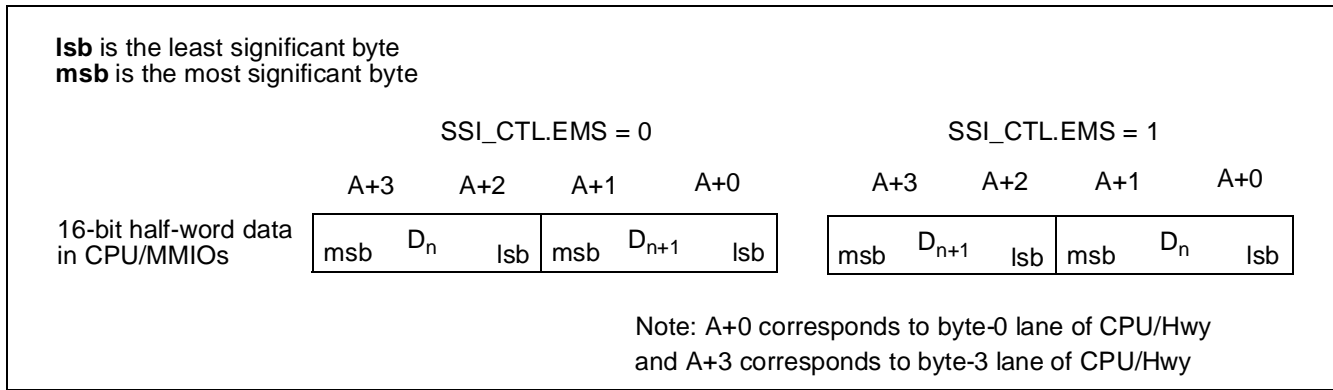 lsb is the least significant byte
msb is the most significant byte
SSI_CTL.EMS = 0 SSI_CTL.EMS = 1
A+3 A+2 A+1 A+0 A+3 A+2 A+1 A+0
16-bit half-word data
in CPU/MMIOs
msb Dn lsb msb Dn+1 lsb msb Dn+1 lsb msb Dn lsb
Note: A+0 corresponds to byte-0 lane of CPU/Hwy
and A+3 corresponds to byte-3 lane of CPU/Hwy